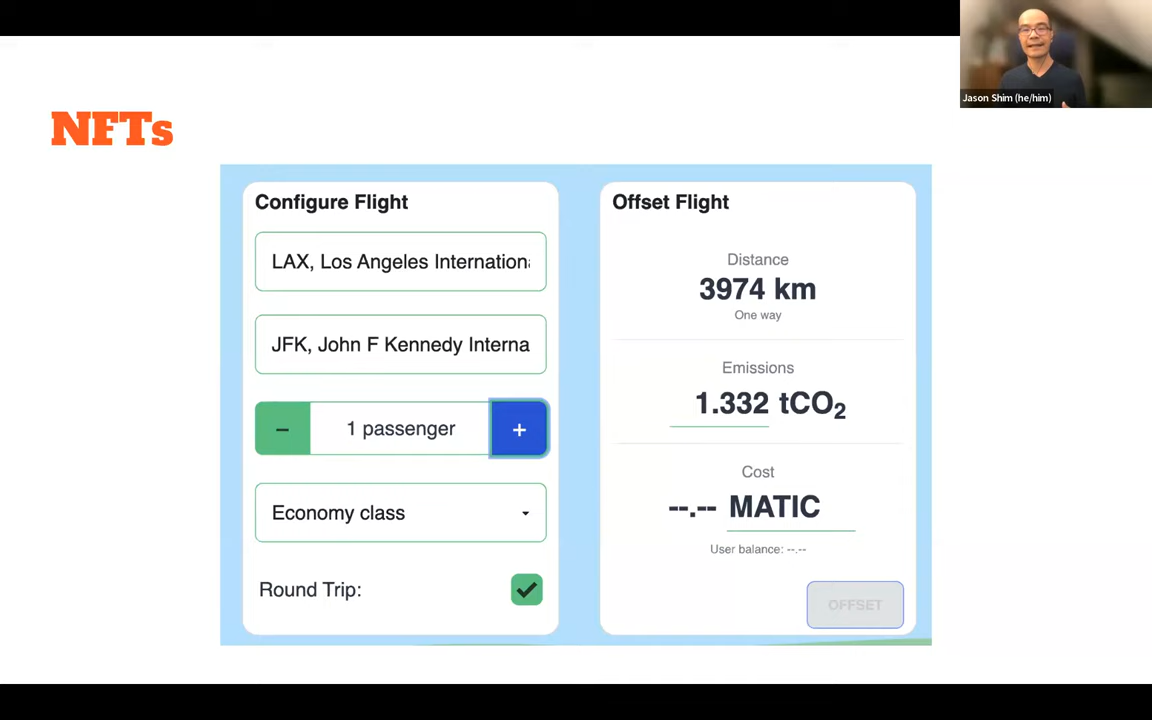 Jason Shim (he/him)
NFTs
Configure Flight
LAX, Los Angeles Internation
JFK, John F Kennedy Interna
− 1 passenger +
Economy class
Round Trip:
Offset Flight
Distance
3974 km
One way
Emissions
1.332 tCO₂
Cost
--.-- MATIC
User balance: --.--
OFFSET